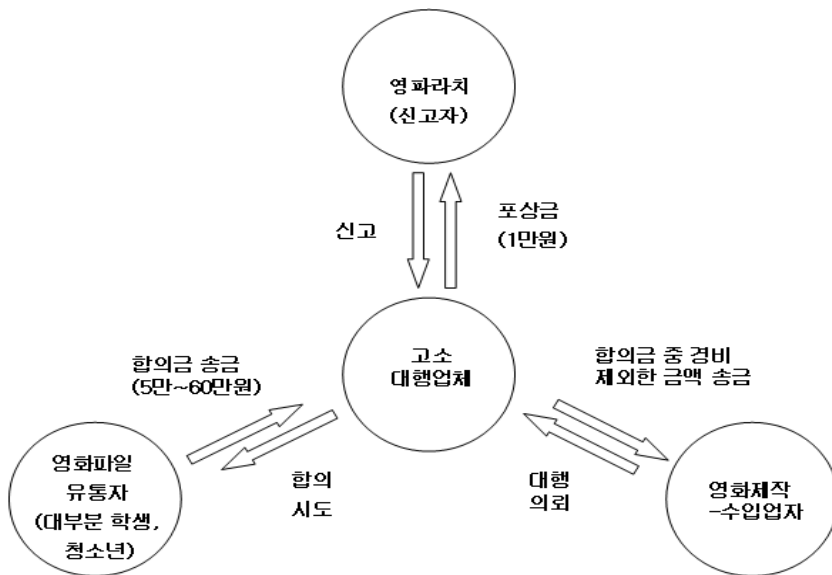 영파라치
(신고자)
신고
포상금
(1만원)
고소
대행업체
합의금 송금
(5만~60만원)
합의금 중 경비
제외한 금액 송금
영화파일
유통자
(대부분 학생,
청소년)
합의
시도
대행
의뢰
영화제작
-수입업자